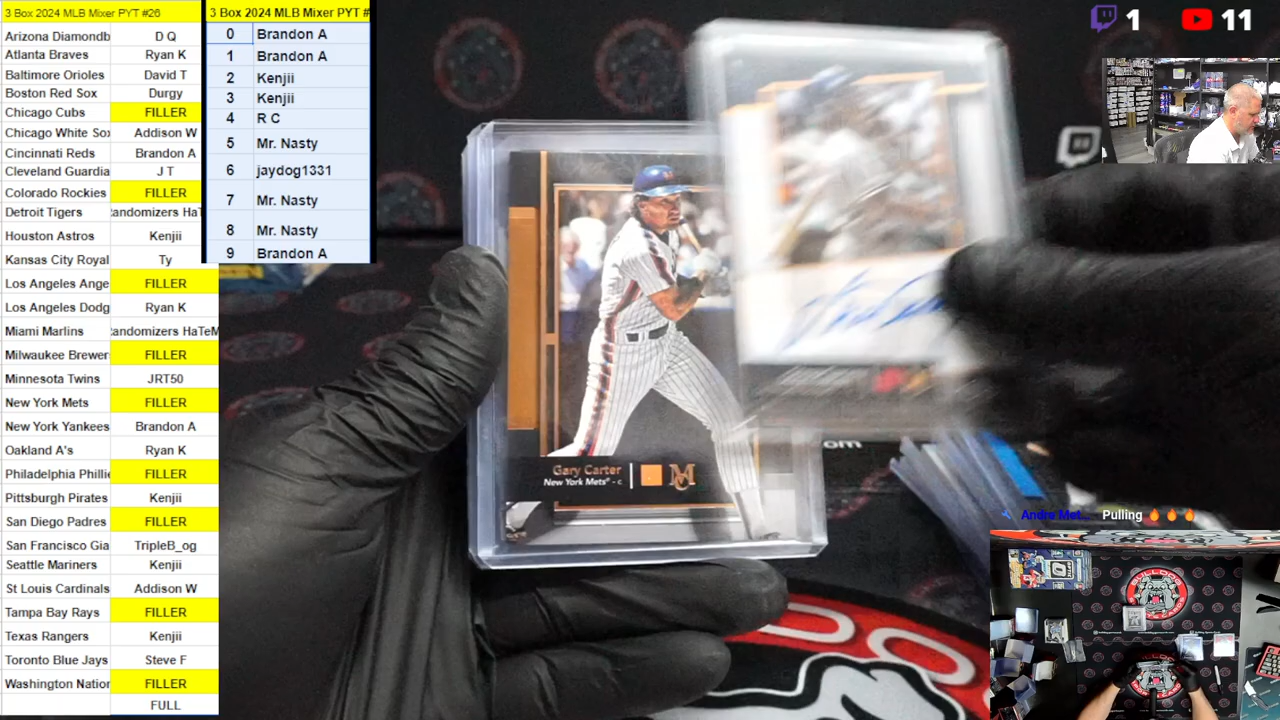 3 Box 2024 MLB Mixer PYT #26
Arizona Diamondb D Q
Atlanta Braves Ryan K
Baltimore Orioles David T
Boston Red Sox Durgy
Chicago Cubs FILLER
Chicago White Sox Addison W
Cincinnati Reds Brandon A
Cleveland Guardia J T
Colorado Rockies FILLER
Detroit Tigers Randomizers HaT
Houston Astros Kenjii
Kansas City Royal Ty
Los Angeles Ange FILLER
Los Angeles Dodg Ryan K
Miami Marlins Randomizers HaTeM
Milwaukee Brewer FILLER
Minnesota Twins JRT50
New York Mets FILLER
New York Yankees Brandon A
Oakland A's Ryan K
Philadelphia Phillie FILLER
Pittsburgh Pirates Kenjii
San Diego Padres FILLER
San Francisco Gia TripleB_og
Seattle Mariners Kenjii
St Louis Cardinals Addison W
Tampa Bay Rays FILLER
Texas Rangers Kenjii
Toronto Blue Jays Steve F
Washington Nation FILLER
FULL
3 Box 2024 MLB Mixer PYT #
0 Brandon A
1 Brandon A
2 Kenjii
3 Kenjii
4 R C
5 Mr. Nasty
6 jaydog1331
7 Mr. Nasty
8 Mr. Nasty
9 Brandon A
1 11
Gary Carter
New York Mets® - c
M
om
Andre Met... Pulling